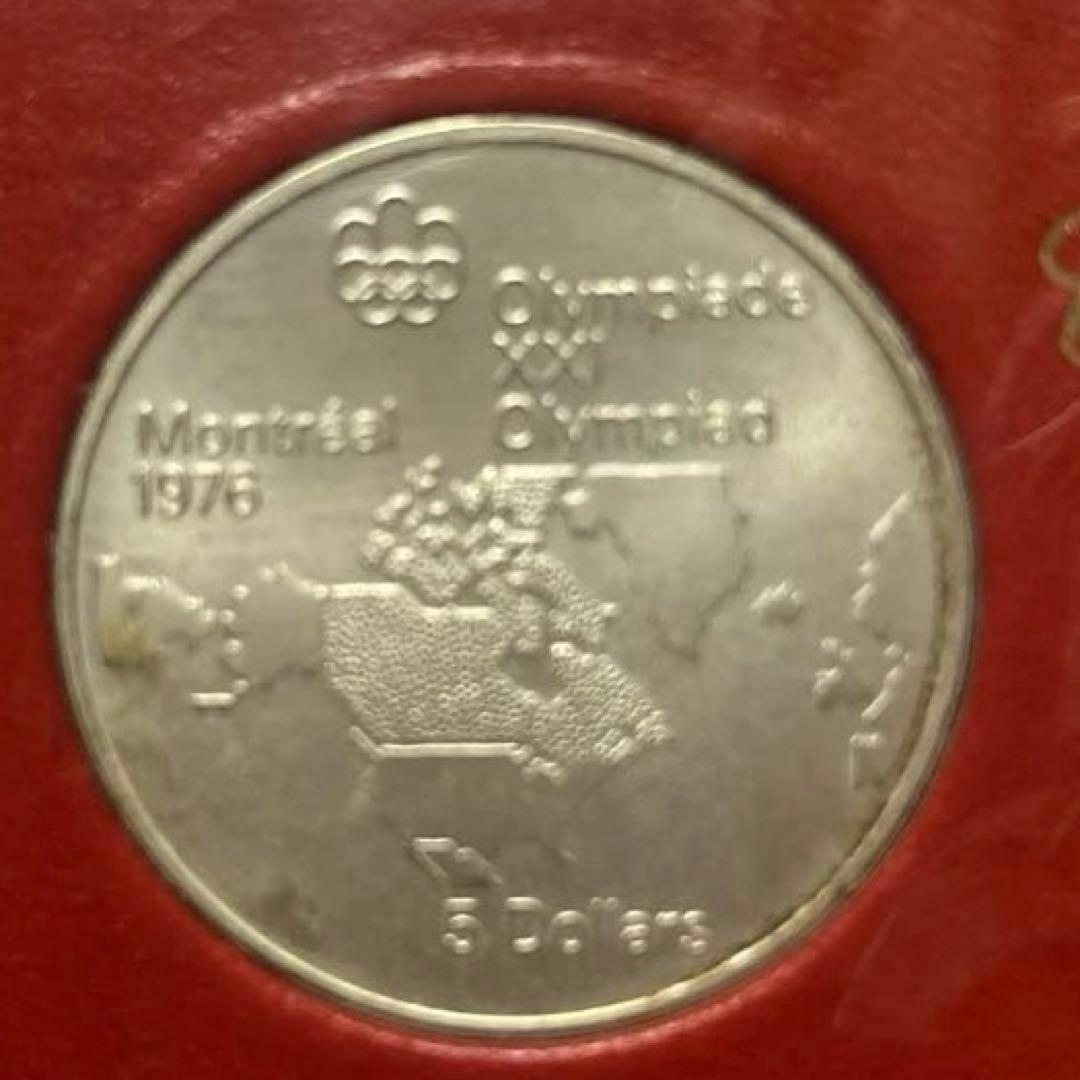 Olympiade
XXI
Olympiad
Montréal
1976
5 Dollars